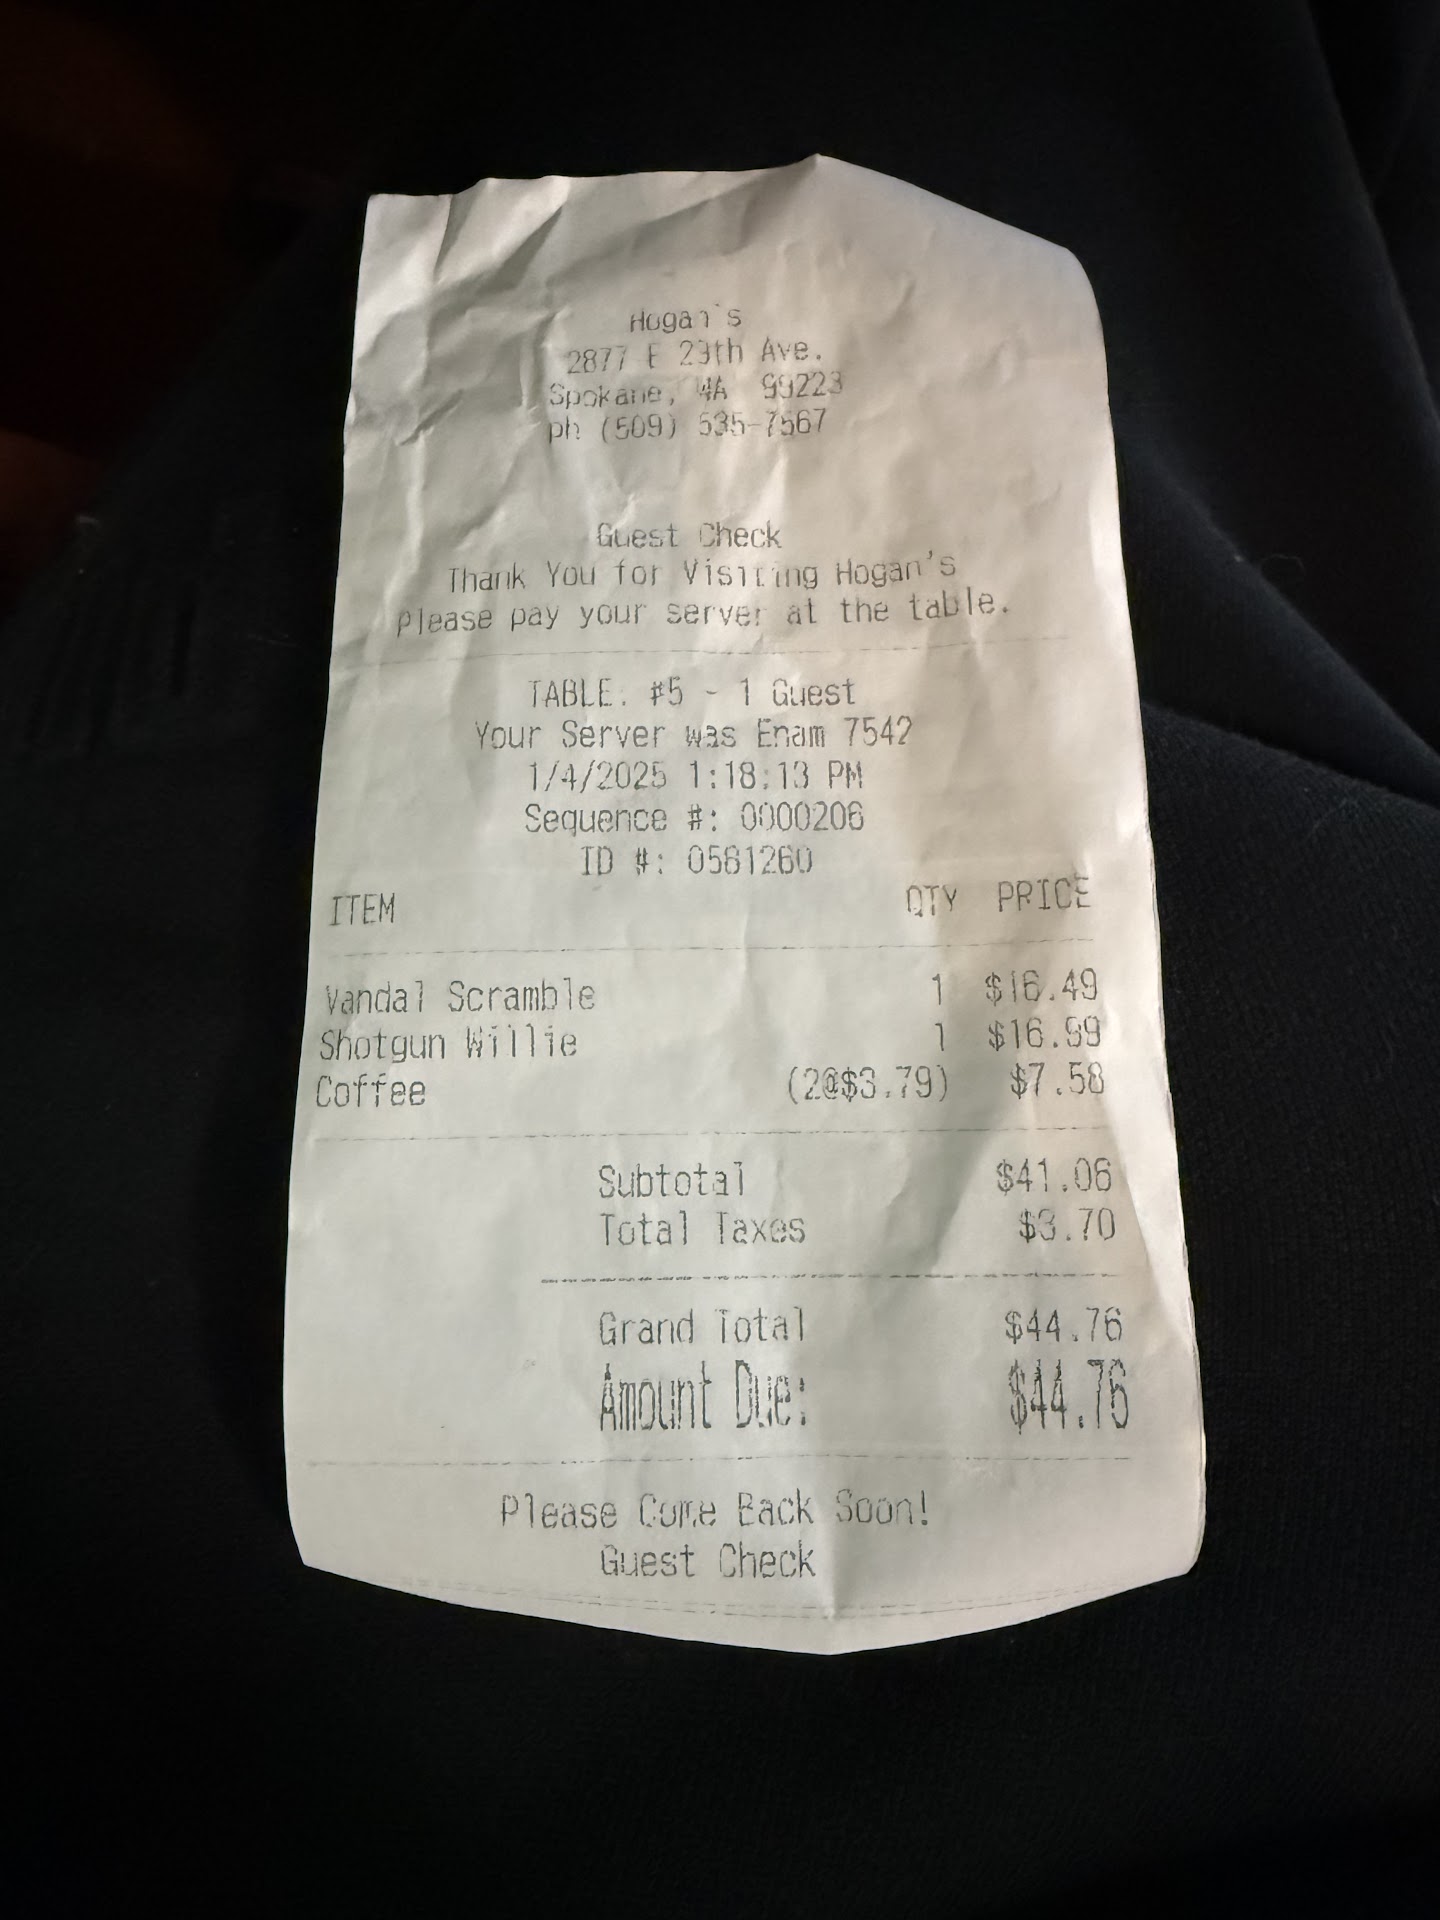 Hogan's
2877 E 29th Ave.
Spokane, WA 99223
ph (509) 535-7567
Guest Check
Thank You for Visiting Hogan's
Please pay your server at the table.
TABLE: #5 - 1 Guest
Your Server was Enam 7542
1/4/2025 1:18:13 PM
Sequence #: 0000206
ID #: 0561260
ITEM QTY PRICE
Vandal Scramble 1 $16.49
Shotgun Willie 1 $16.99
Coffee (2@$3.79) $7.58
Subtotal $41.06
Total Taxes $3.70
Grand Total $44.76
Amount Due: $44.76
Please Come Back Soon!
Guest Check